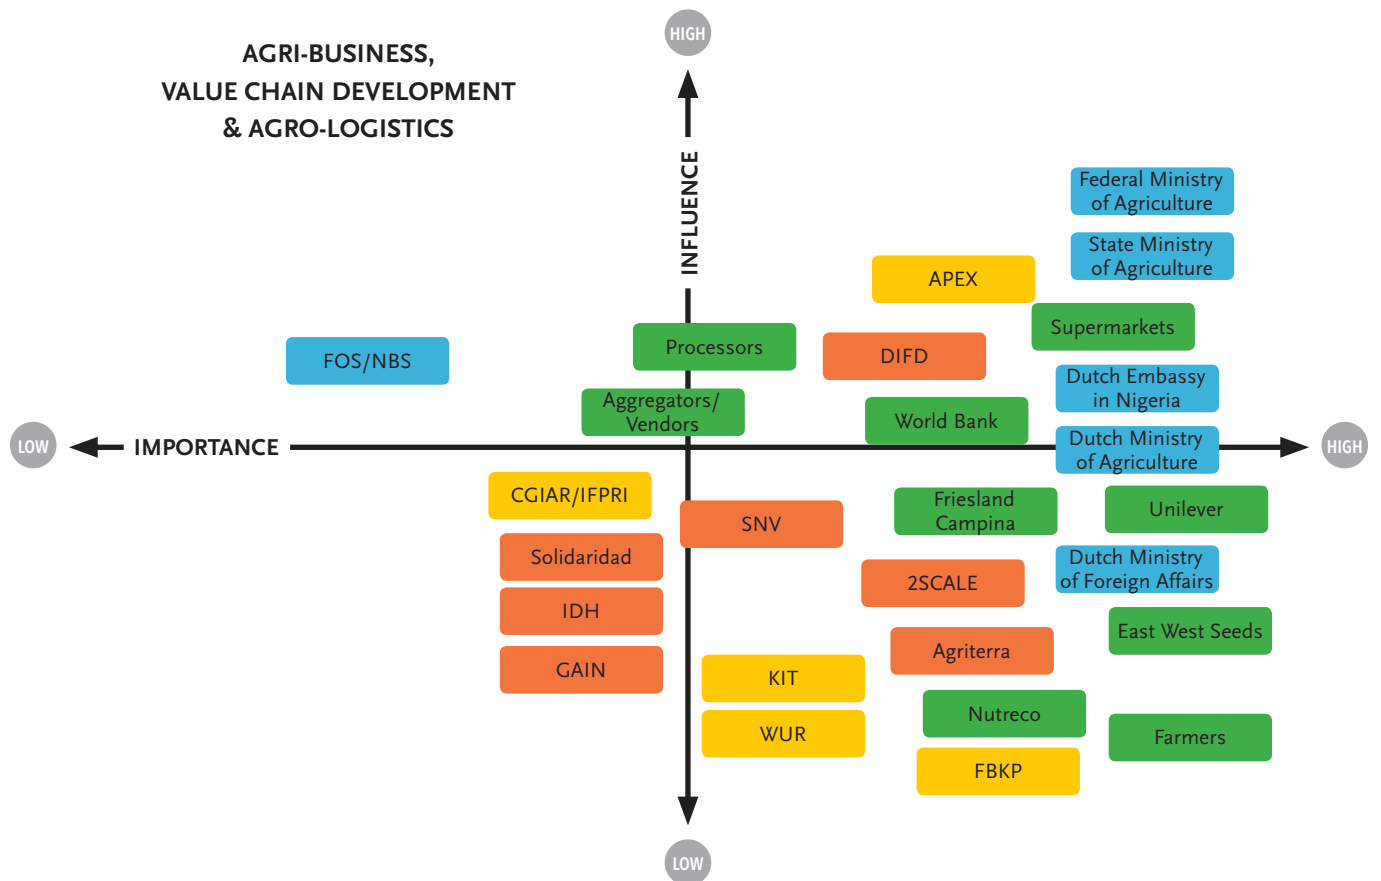 HIGH
AGRI-BUSINESS,
VALUE CHAIN DEVELOPMENT
& AGRO-LOGISTICS
INFLUENCE
Federal Ministry
of Agriculture
State Ministry
of Agriculture
APEX
Supermarkets
Processors
DIFD
FOS/NBS
Dutch Embassy
in Nigeria
Aggregators/
Vendors
World Bank
LOW
IMPORTANCE
Dutch Ministry
of Agriculture
HIGH
CGIAR/IFPRI
Friesland
Campina
Unilever
SNV
Solidaridad
Dutch Ministry
of Foreign Affairs
2SCALE
IDH
East West Seeds
Agriterra
GAIN
KIT
Nutreco
WUR
Farmers
FBKP
LOW